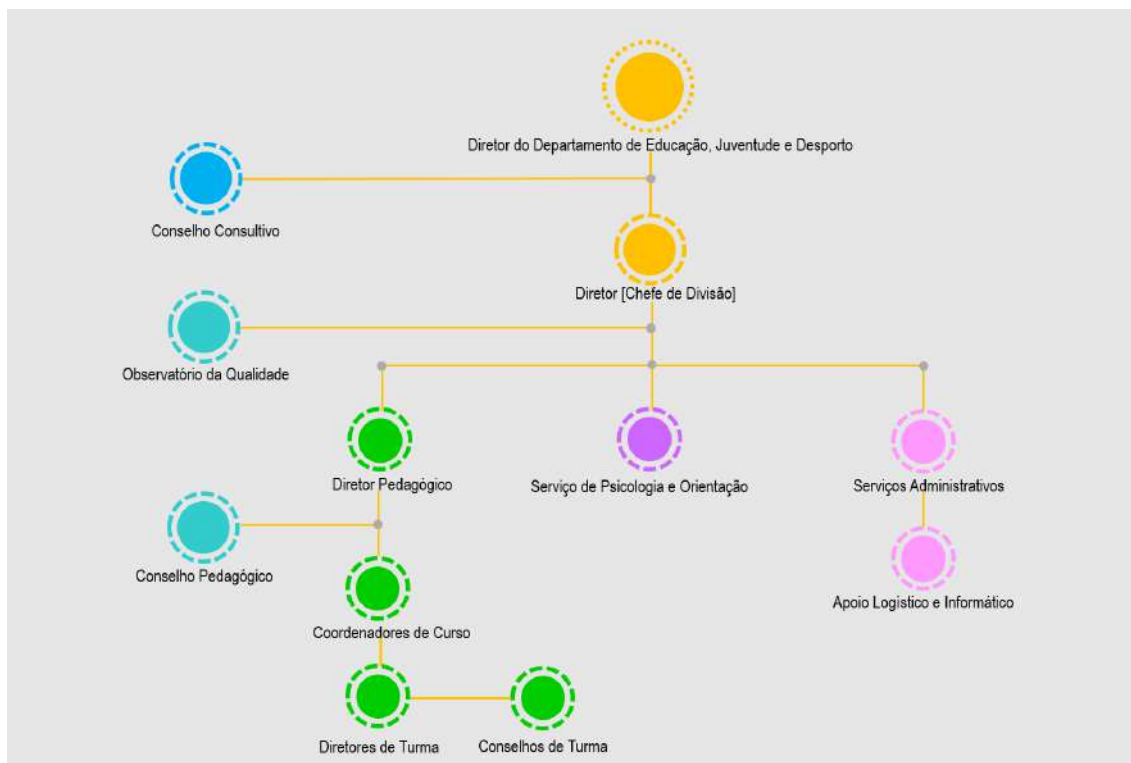 Diretor do Departamento de Educação, Juventude e Desporto
Conselho Consultivo
Diretor [Chefe de Divisão]
Observatório da Qualidade
Diretor Pedagógico
Serviço de Psicologia e Orientação
Serviços Administrativos
Conselho Pedagógico
Apoio Logístico e Informático
Coordenadores de Curso
Diretores de Turma
Conselhos de Turma